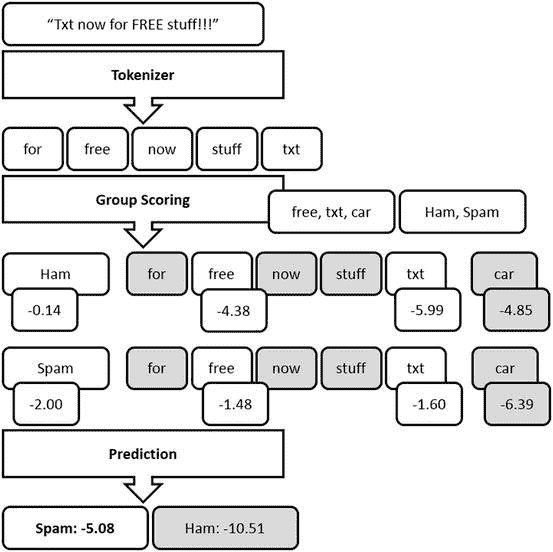 “Txt now for FREE stuff!!!”
Tokenizer
for free now stuff txt
Group Scoring
free, txt, car Ham, Spam
Ham for free now stuff txt car
-0.14 -4.38 -5.99 -4.85
Spam for free now stuff txt car
-2.00 -1.48 -1.60 -6.39
Prediction
Spam: -5.08 Ham: -10.51